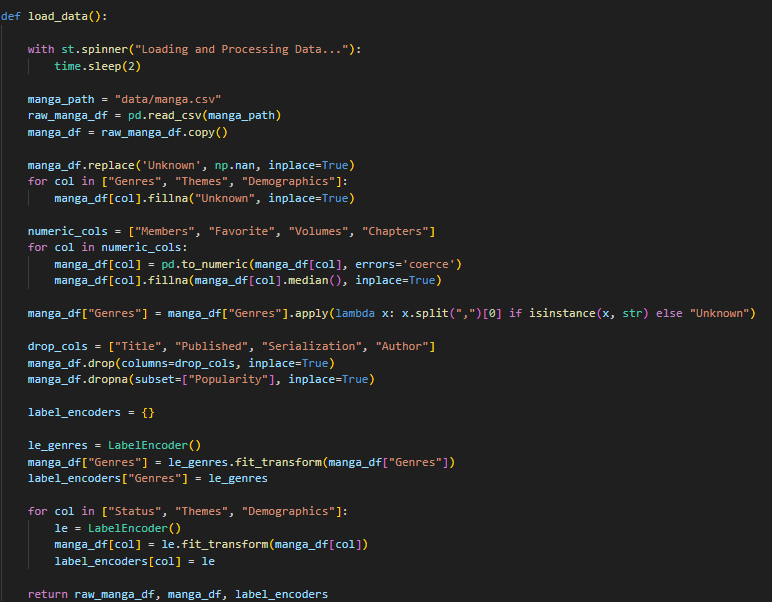 def load_data():
with st.spinner("Loading and Processing Data..."):
time.sleep(2)
manga_path = "data/manga.csv"
raw_manga_df = pd.read_csv(manga_path)
manga_df = raw_manga_df.copy()
manga_df.replace('Unknown', np.nan, inplace=True)
for col in ["Genres", "Themes", "Demographics"]:
manga_df[col].fillna("Unknown", inplace=True)
numeric_cols = ["Members", "Favorite", "Volumes", "Chapters"]
for col in numeric_cols:
manga_df[col] = pd.to_numeric(manga_df[col], errors='coerce')
manga_df[col].fillna(manga_df[col].median(), inplace=True)
manga_df["Genres"] = manga_df["Genres"].apply(lambda x: x.split(",")[0] if isinstance(x, str) else "Unknown")
drop_cols = ["Title", "Published", "Serialization", "Author"]
manga_df.drop(columns=drop_cols, inplace=True)
manga_df.dropna(subset=["Popularity"], inplace=True)
label_encoders = {}
le_genres = LabelEncoder()
manga_df["Genres"] = le_genres.fit_transform(manga_df["Genres"])
label_encoders["Genres"] = le_genres
for col in ["Status", "Themes", "Demographics"]:
le = LabelEncoder()
manga_df[col] = le.fit_transform(manga_df[col])
label_encoders[col] = le
return raw_manga_df, manga_df, label_encoders